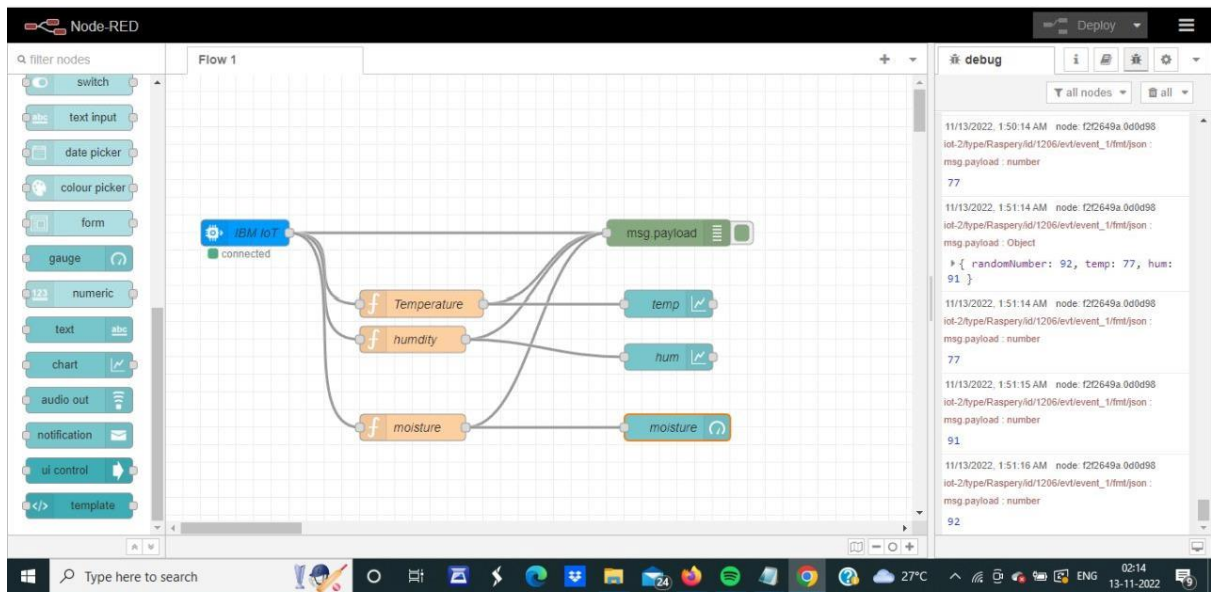 Node-RED
Deploy
filter nodes
Flow 1
debug
i
all nodes
all
switch
abc
text input
date picker
colour picker
form
gauge
123
numeric
text
abc
chart
audio out
notification
ui control
</>
template
IBM IoT
connected
f
Temperature
f
humdity
f
moisture
msg.payload
temp
hum
moisture
11/13/2022, 1:50:14 AM node: f2f2649a.0d0d98
iot-2/type/Raspery/id/1206/evt/event_1/fmt/json :
msg.payload : number
77
11/13/2022, 1:51:14 AM node: f2f2649a.0d0d98
iot-2/type/Raspery/id/1206/evt/event_1/fmt/json :
msg.payload : Object
{ randomNumber: 92, temp: 77, hum:
91 }
11/13/2022, 1:51:14 AM node: f2f2649a.0d0d98
iot-2/type/Raspery/id/1206/evt/event_1/fmt/json :
msg.payload : number
77
11/13/2022, 1:51:15 AM node: f2f2649a.0d0d98
iot-2/type/Raspery/id/1206/evt/event_1/fmt/json :
msg.payload : number
91
11/13/2022, 1:51:16 AM node: f2f2649a.0d0d98
iot-2/type/Raspery/id/1206/evt/event_1/fmt/json :
msg.payload : number
92
Type here to search
24
27°C
ENG
02:14
13-11-2022
9